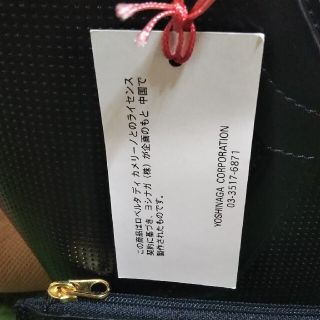 この商品はロベルタ ディ カメリーノとのライセンス
契約に基づき、ヨシナガ（株）が企画のもと 中国で
製作されたものです。
YOSHINAGA CORPORATION
03-3517-6871